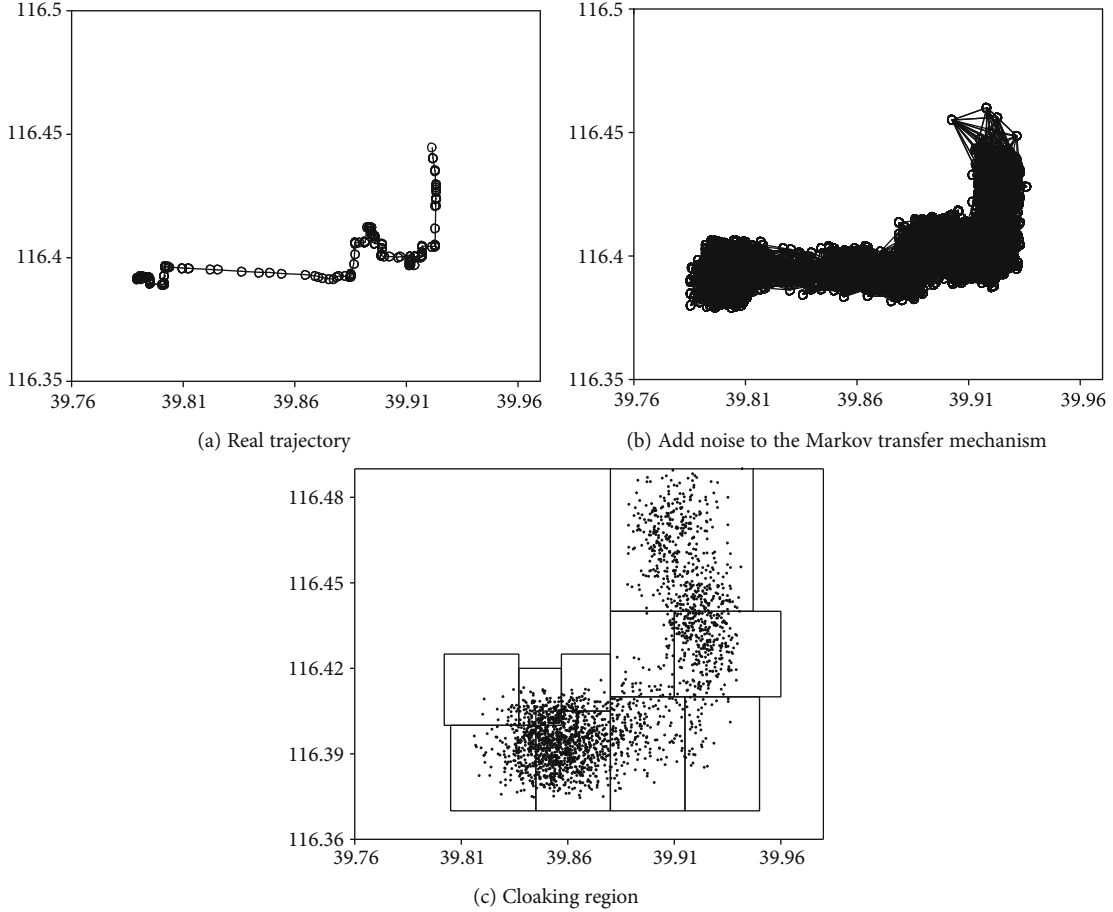 116.5
116.45
116.4
116.35
39.76 39.81 39.86 39.91 39.96
(a) Real trajectory
116.5
116.45
116.4
116.35
39.76 39.81 39.86 39.91 39.96
(b) Add noise to the Markov transfer mechanism
116.48
116.45
116.42
116.39
116.36
39.76 39.81 39.86 39.91 39.96
(c) Cloaking region